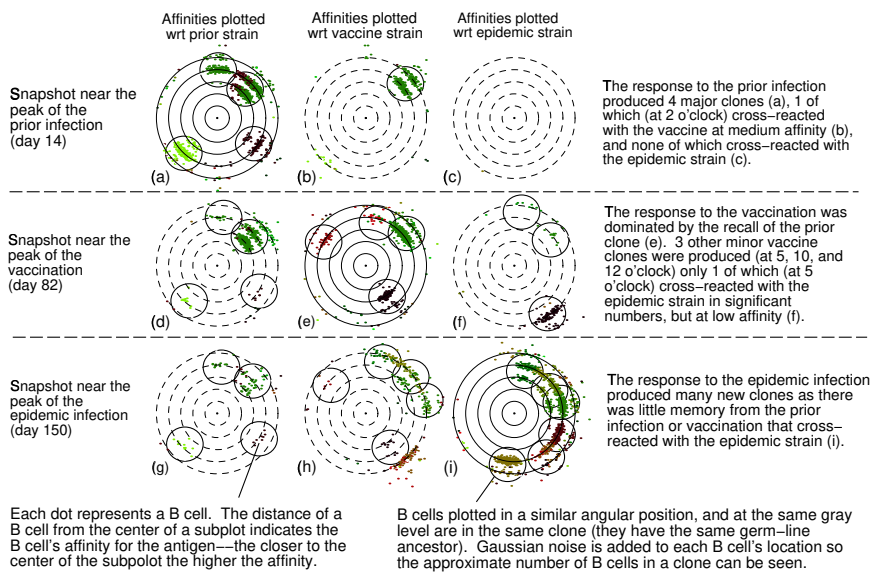 Affinities plotted
wrt prior strain
Affinities plotted
wrt vaccine strain
Affinities plotted
wrt epidemic strain
Snapshot near the
peak of the
prior infection
(day 14)
(a)
(b)
(c)
The response to the prior infection
produced 4 major clones (a), 1 of
which (at 2 o'clock) cross−reacted
with the vaccine at medium affinity (b),
and none of which cross−reacted with
the epidemic strain (c).
Snapshot near the
peak of the
vaccination
(day 82)
(d)
(e)
(f)
The response to the vaccination was
dominated by the recall of the prior
clone (e).  3 other minor vaccine
clones were produced (at 5, 10, and
12 o'clock) only 1 of which (at 5
o'clock) cross−reacted with the
epidemic strain in significant
numbers, but at low affinity (f).
Snapshot near the
peak of the
epidemic infection
(day 150)
(g)
(h)
(i)
The response to the epidemic infection
produced many new clones as there
was little memory from the prior
infection or vaccination that cross−
reacted with the epidemic strain (i).
Each dot represents a B cell.  The distance of a
B cell from the center of a subplot indicates the
B cell's affinity for the antigen−−the closer to the
center of the subplot the higher the affinity.
B cells plotted in a similar angular position, and at the same gray
level are in the same clone (they have the same germ−line
ancestor).  Gaussian noise is added to each B cell's location so
the approximate number of B cells in a clone can be seen.